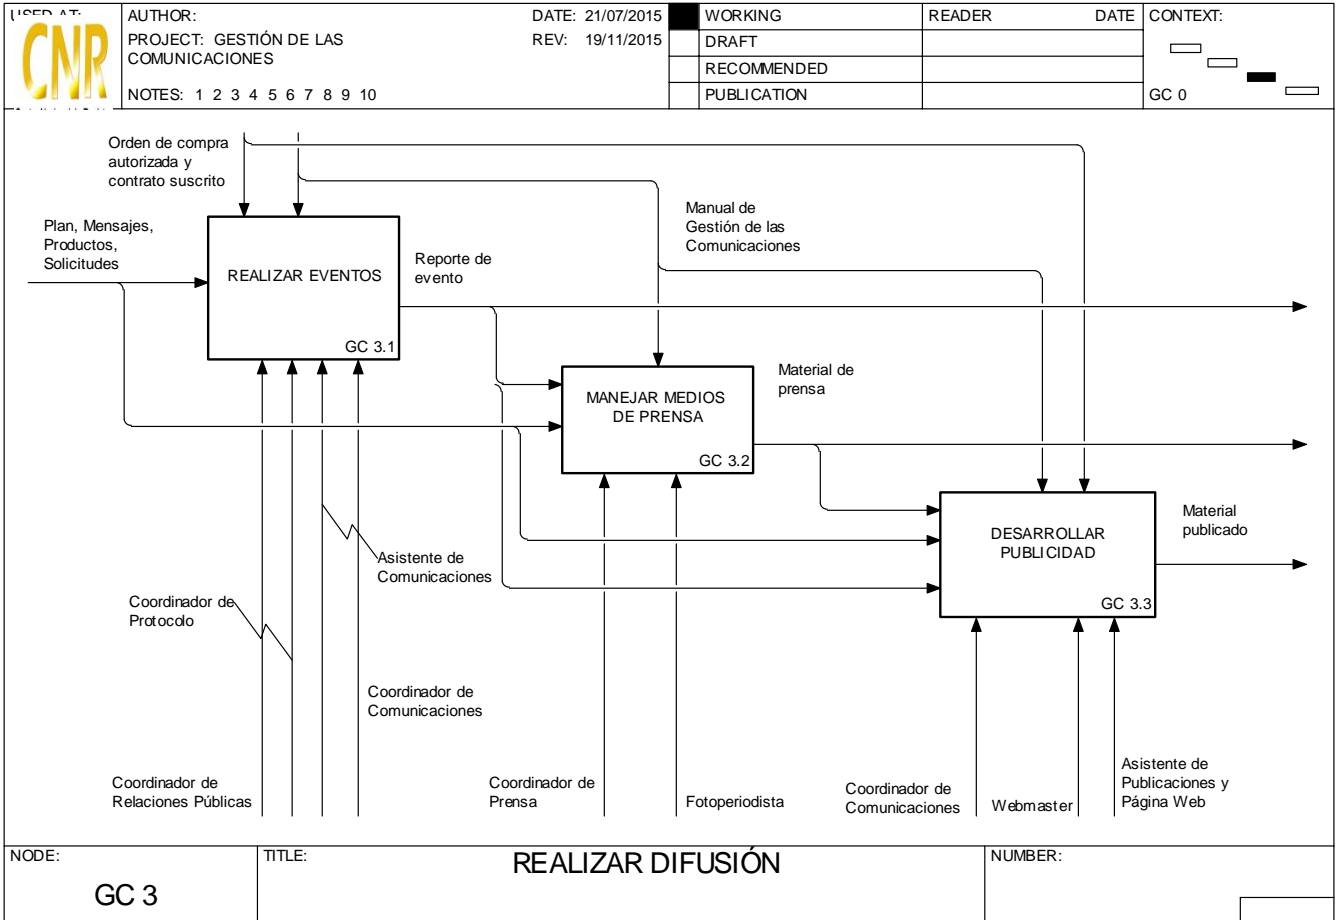 USED AT:
CNR
AUTHOR:
PROJECT: GESTIÓN DE LAS
COMUNICACIONES
NOTES: 1 2 3 4 5 6 7 8 9 10
DATE: 21/07/2015
REV: 19/11/2015
WORKING
DRAFT
RECOMMENDED
PUBLICATION
READER
DATE
CONTEXT:
GC 0
Orden de compra
autorizada y
contrato suscrito
Plan, Mensajes,
Productos,
Solicitudes
REALIZAR EVENTOS
GC 3.1
Reporte de
evento
Manual de
Gestión de las
Comunicaciones
MANEJAR MEDIOS
DE PRENSA
GC 3.2
Material de
prensa
DESARROLLAR
PUBLICIDAD
GC 3.3
Material
publicado
Asistente de
Comunicaciones
Coordinador de
Protocolo
Coordinador de
Comunicaciones
Coordinador de
Relaciones Públicas
Coordinador de
Prensa
Fotoperiodista
Coordinador de
Comunicaciones
Webmaster
Asistente de
Publicaciones y
Página Web
NODE:
GC 3
TITLE:
REALIZAR DIFUSIÓN
NUMBER: